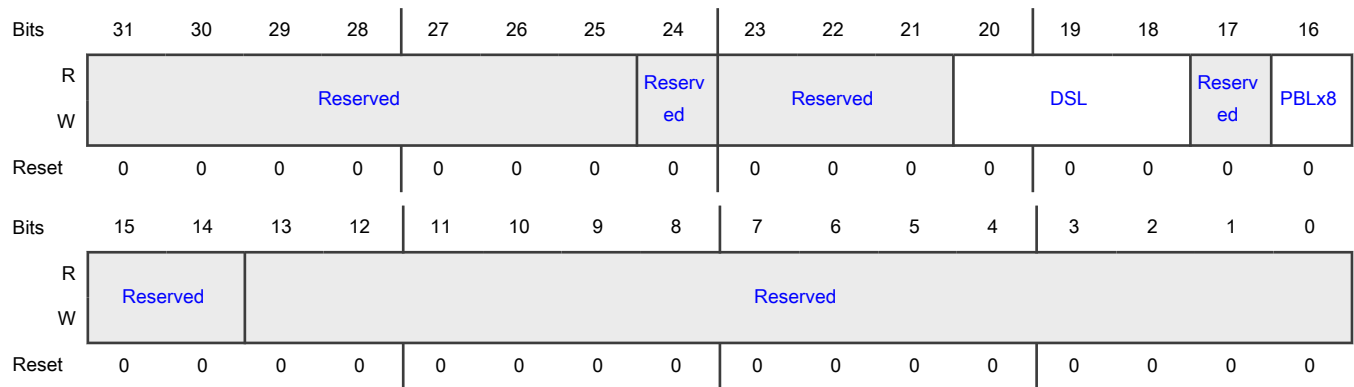 Bits 31 30 29 28 27 26 25 24 23 22 21 20 19 18 17 16
R
Reserved Reserv ed Reserved DSL Reserv ed PBLx8
W
Reset 0 0 0 0 0 0 0 0 0 0 0 0 0 0 0 0
Bits 15 14 13 12 11 10 9 8 7 6 5 4 3 2 1 0
R
Reserved Reserved
W
Reset 0 0 0 0 0 0 0 0 0 0 0 0 0 0 0 0